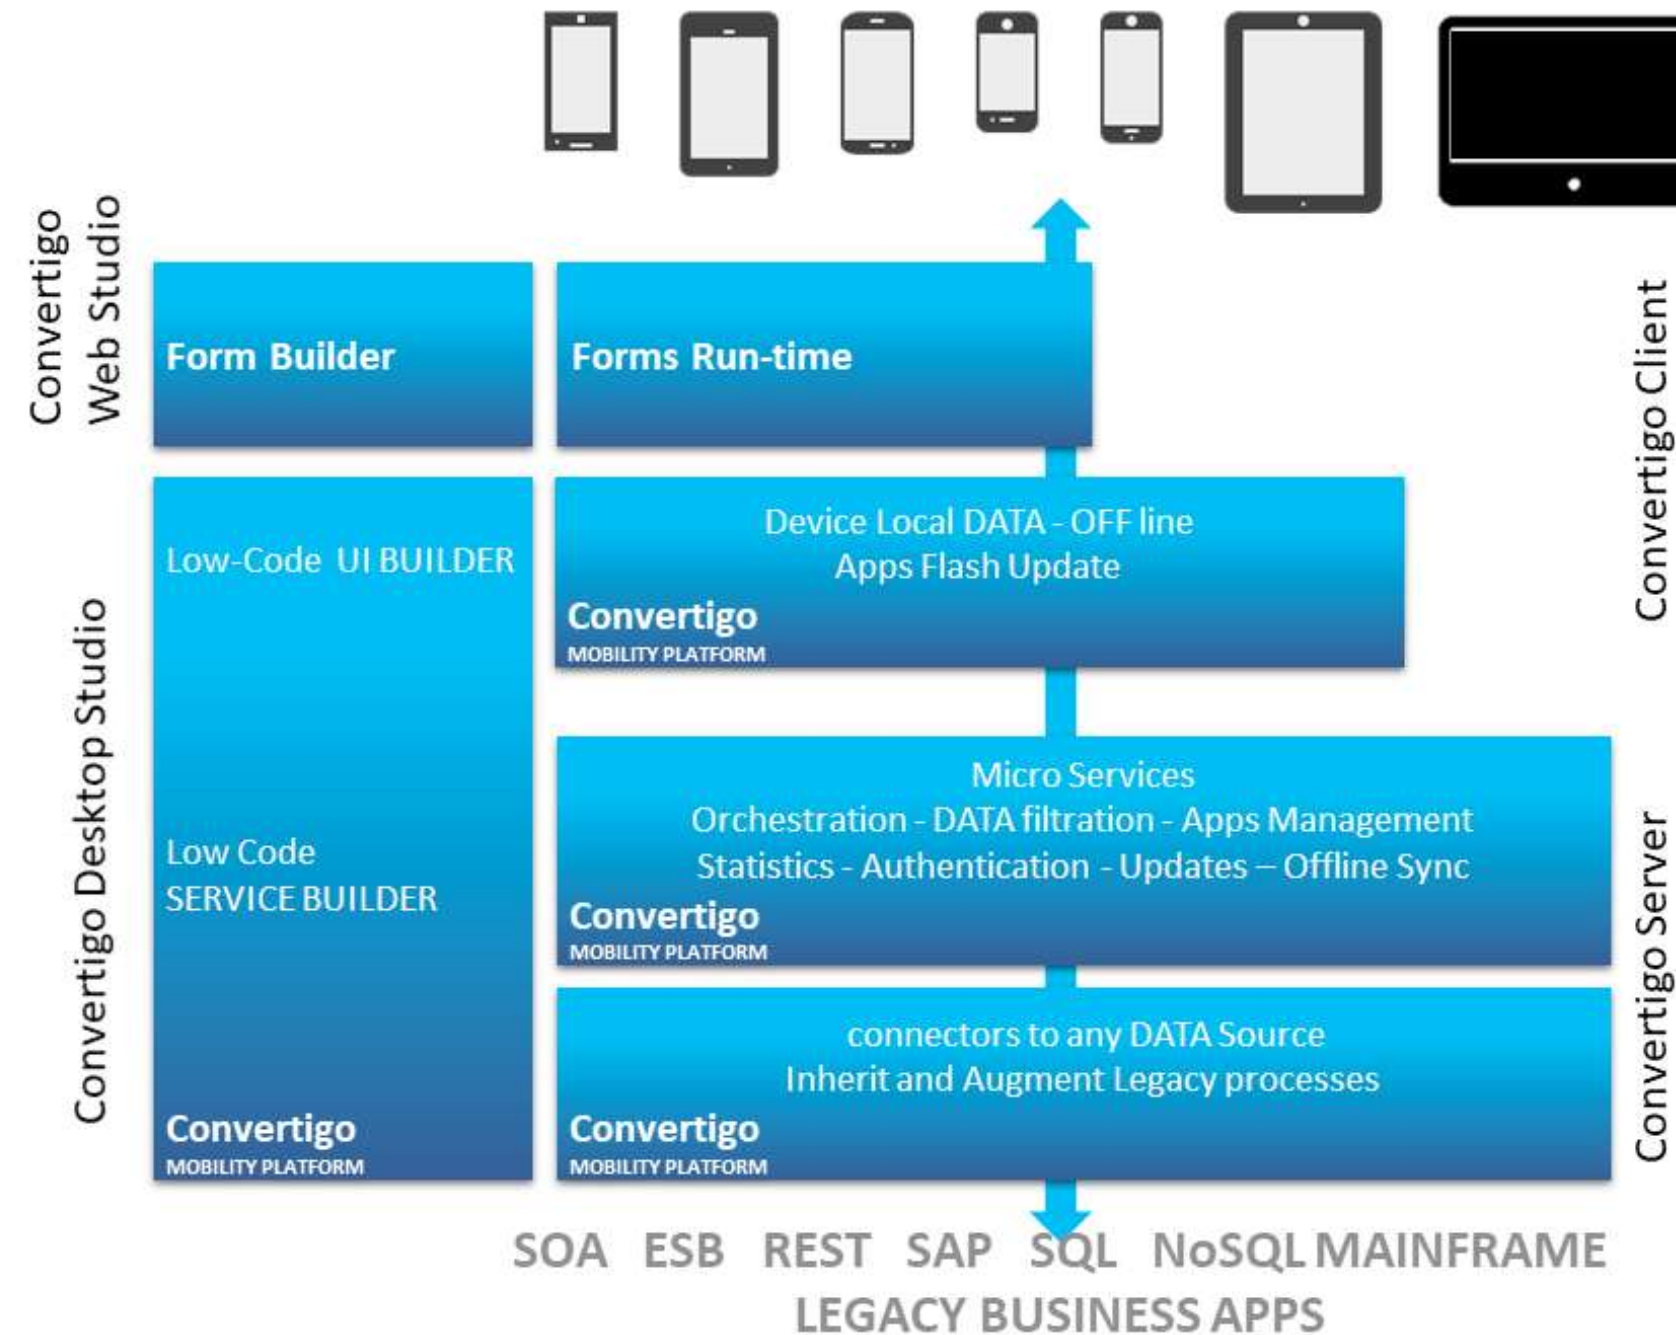 Convertigo
Web Studio
Form Builder
Forms Run-time
Convertigo Client
Convertigo Desktop Studio
Low-Code UI BUILDER
Low Code
SERVICE BUILDER
Convertigo
MOBILITY PLATFORM
Device Local DATA - OFF line
Apps Flash Update
Convertigo
MOBILITY PLATFORM
Micro Services
Orchestration - DATA filtration - Apps Management
Statistics - Authentication - Updates – Offline Sync
Convertigo
MOBILITY PLATFORM
Convertigo Server
connectors to any DATA Source
Inherit and Augment Legacy processes
Convertigo
MOBILITY PLATFORM
SOA ESB REST SAP SQL NoSQL MAINFRAME
LEGACY BUSINESS APPS